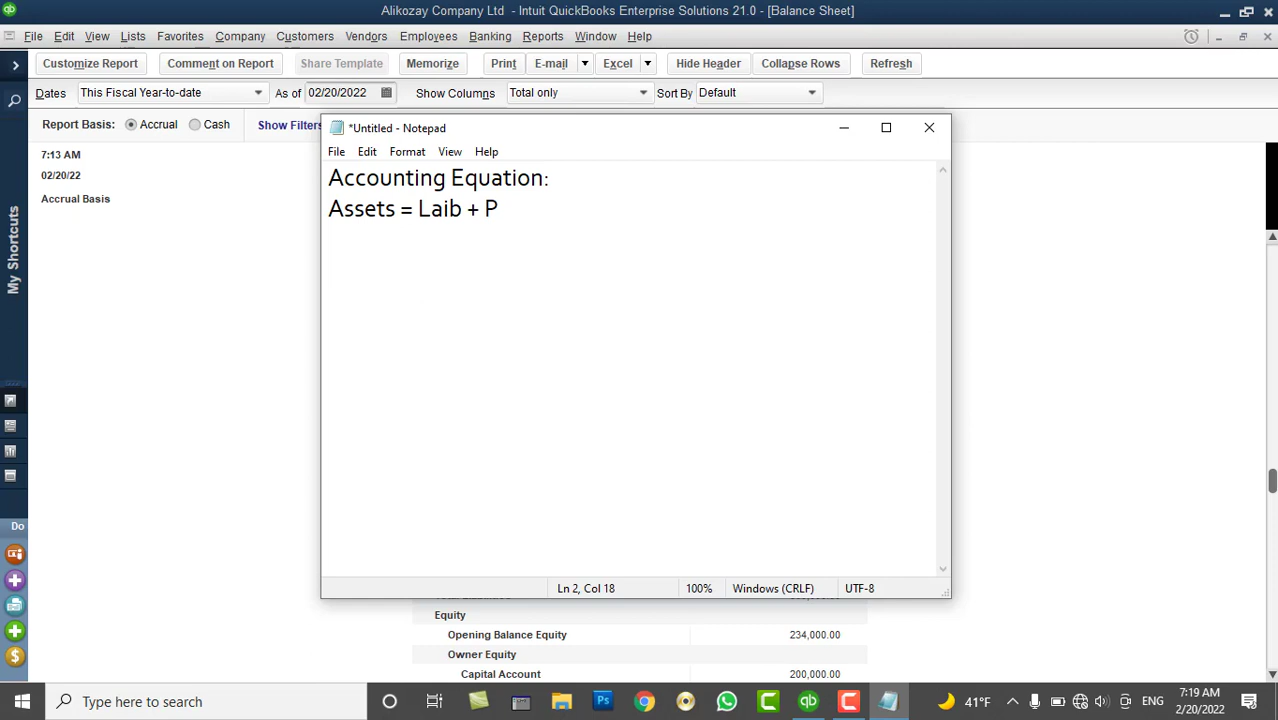 Alikozay Company Ltd - Intuit QuickBooks Enterprise Solutions 21.0 - [Balance Sheet]
File Edit View Lists Favorites Company Customers Vendors Employees Banking Reports Window Help
Customize Report Comment on Report Share Template Memorize Print E-mail Excel Hide Header Collapse Rows Refresh
Dates This Fiscal Year-to-date As of 02/20/2022 Show Columns Total only Sort By Default
Report Basis: Accrual Cash Show Filters
*Untitled - Notepad
File Edit Format View Help
7:13 AM
02/20/22
Accrual Basis
Accounting Equation:
Assets = Laib + P
My Shortcuts
Do
Ln 2, Col 18 100% Windows (CRLF) UTF-8
Equity
Opening Balance Equity 234,000.00
Owner Equity
Capital Account 200,000.00
Type here to search
Ps
41°F
ENG
7:19 AM
2/20/2022